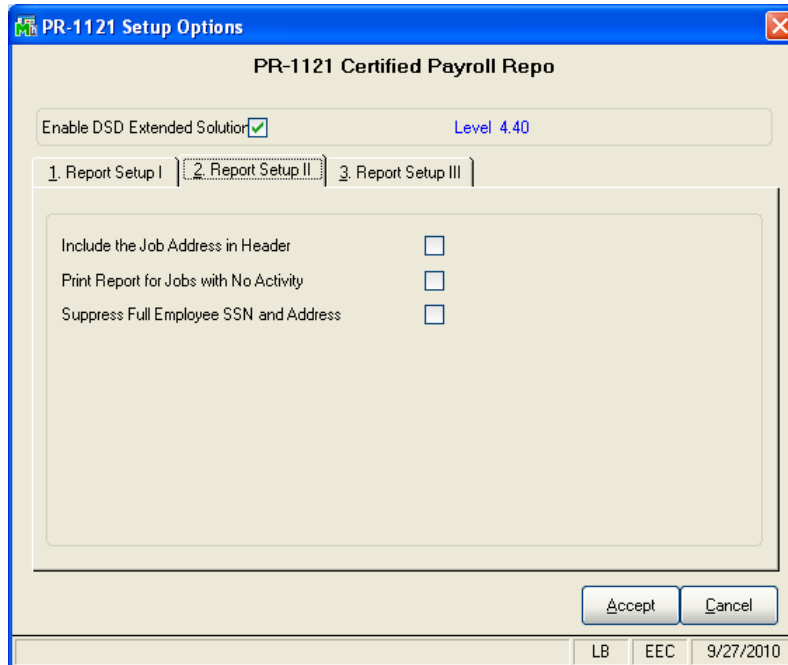 PR-1121 Setup Options
PR-1121 Certified Payroll Repo
Enable DSD Extended Solution Level 4.40
1. Report Setup I 2. Report Setup II 3. Report Setup III
Include the Job Address in Header
Print Report for Jobs with No Activity
Suppress Full Employee SSN and Address
Accept Cancel
LB EEC 9/27/2010